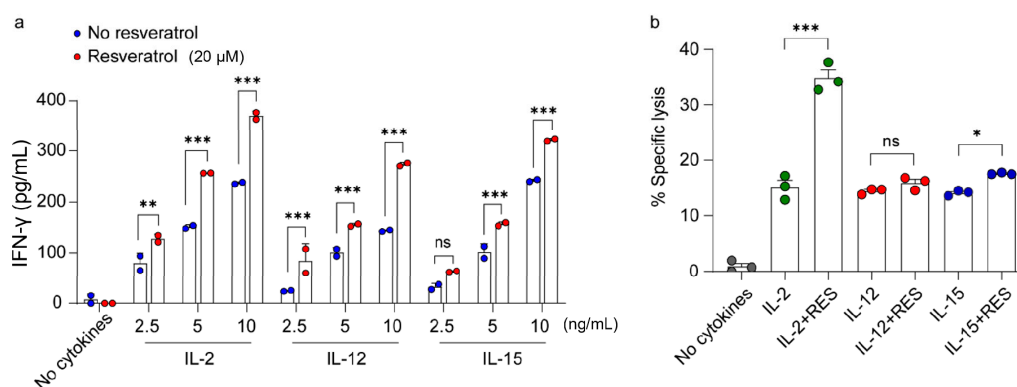 a
No resveratrol
Resveratrol (20 μM)
IFN-γ (pg/mL)
400
300
200
100
0
**
***
***
***
***
***
ns
***
***
No cytokines
2.5 5 10 2.5 5 10 2.5 5 10 (ng/mL)
IL-2 IL-12 IL-15
b
% Specific lysis
40
30
20
10
0
***
ns
*
No cytokines
IL-2
IL-2+RES
IL-12
IL-12+RES
IL-15
IL-15+RES